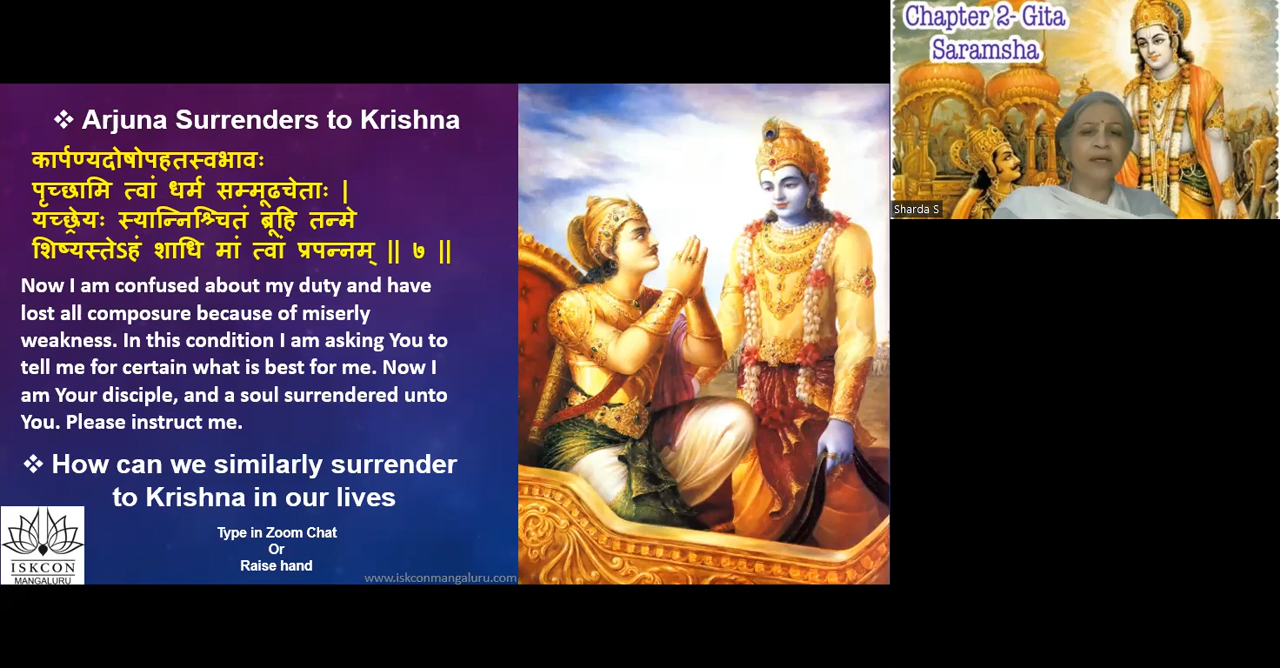 ❖ Arjuna Surrenders to Krishna
कार्पण्यदोषोपहतस्वभावः
पृच्छामि त्वां धर्म सम्मूढचेताः |
यच्छ्रेयः स्यान्निश्र्चितं ब्रूहि तन्मे
शिष्यस्तेऽहं शाधि मां त्वां प्रपन्नम् || ७ ||
Now I am confused about my duty and have
lost all composure because of miserly
weakness. In this condition I am asking You to
tell me for certain what is best for me. Now I
am Your disciple, and a soul surrendered unto
You. Please instruct me.
❖ How can we similarly surrender
to Krishna in our lives
Type in Zoom Chat
Or
Raise hand
ISKCON
MANGALURU
www.iskconmangaluru.com
Chapter 2- Gita
Saramsha
Sharda S